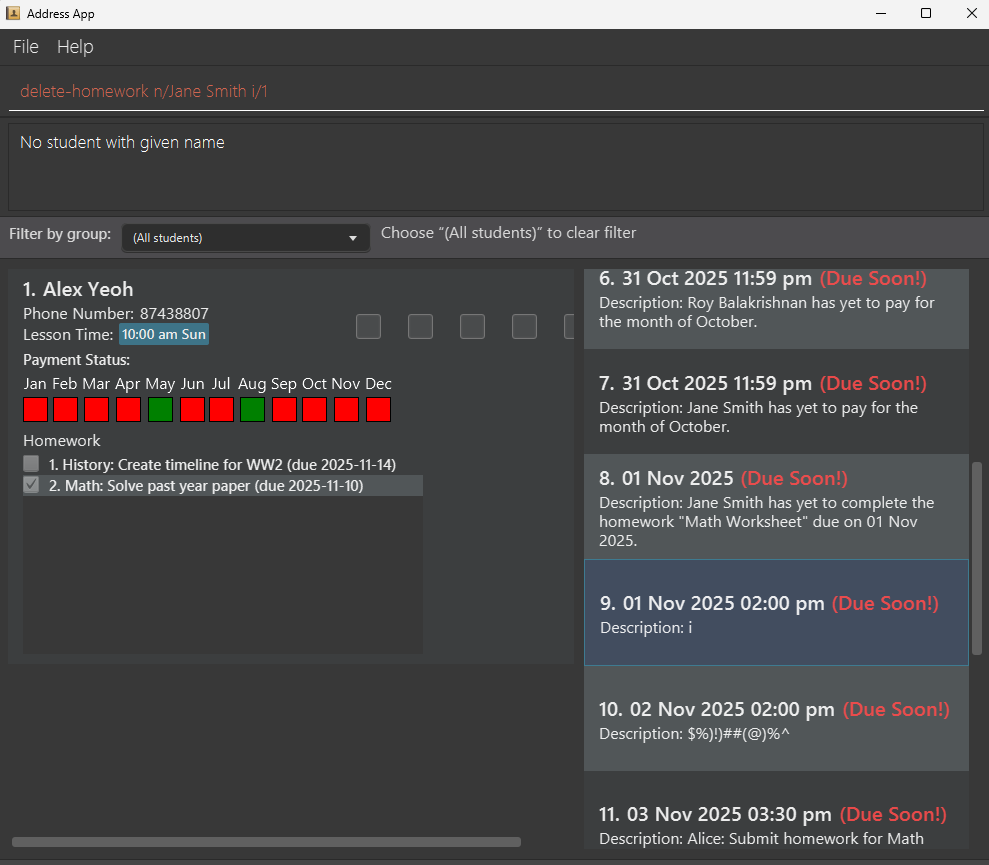 Address App
File Help
delete-homework n/Jane Smith i/1
No student with given name
Filter by group:
(All students)
Choose “(All students)” to clear filter
1. Alex Yeoh
Phone Number: 87438807
Lesson Time: 10:00 am Sun
Payment Status:
Jan Feb Mar Apr May Jun Jul Aug Sep Oct Nov Dec
Homework
1. History: Create timeline for WW2 (due 2025-11-14)
2. Math: Solve past year paper (due 2025-11-10)
6. 31 Oct 2025 11:59 pm (Due Soon!)
Description: Roy Balakrishnan has yet to pay for
the month of October.
7. 31 Oct 2025 11:59 pm (Due Soon!)
Description: Jane Smith has yet to pay for the
month of October.
8. 01 Nov 2025 (Due Soon!)
Description: Jane Smith has yet to complete the
homework "Math Worksheet" due on 01 Nov
2025.
9. 01 Nov 2025 02:00 pm (Due Soon!)
Description: i
10. 02 Nov 2025 02:00 pm (Due Soon!)
Description: $%)!)##(@)%^
11. 03 Nov 2025 03:30 pm (Due Soon!)
Description: Alice: Submit homework for Math